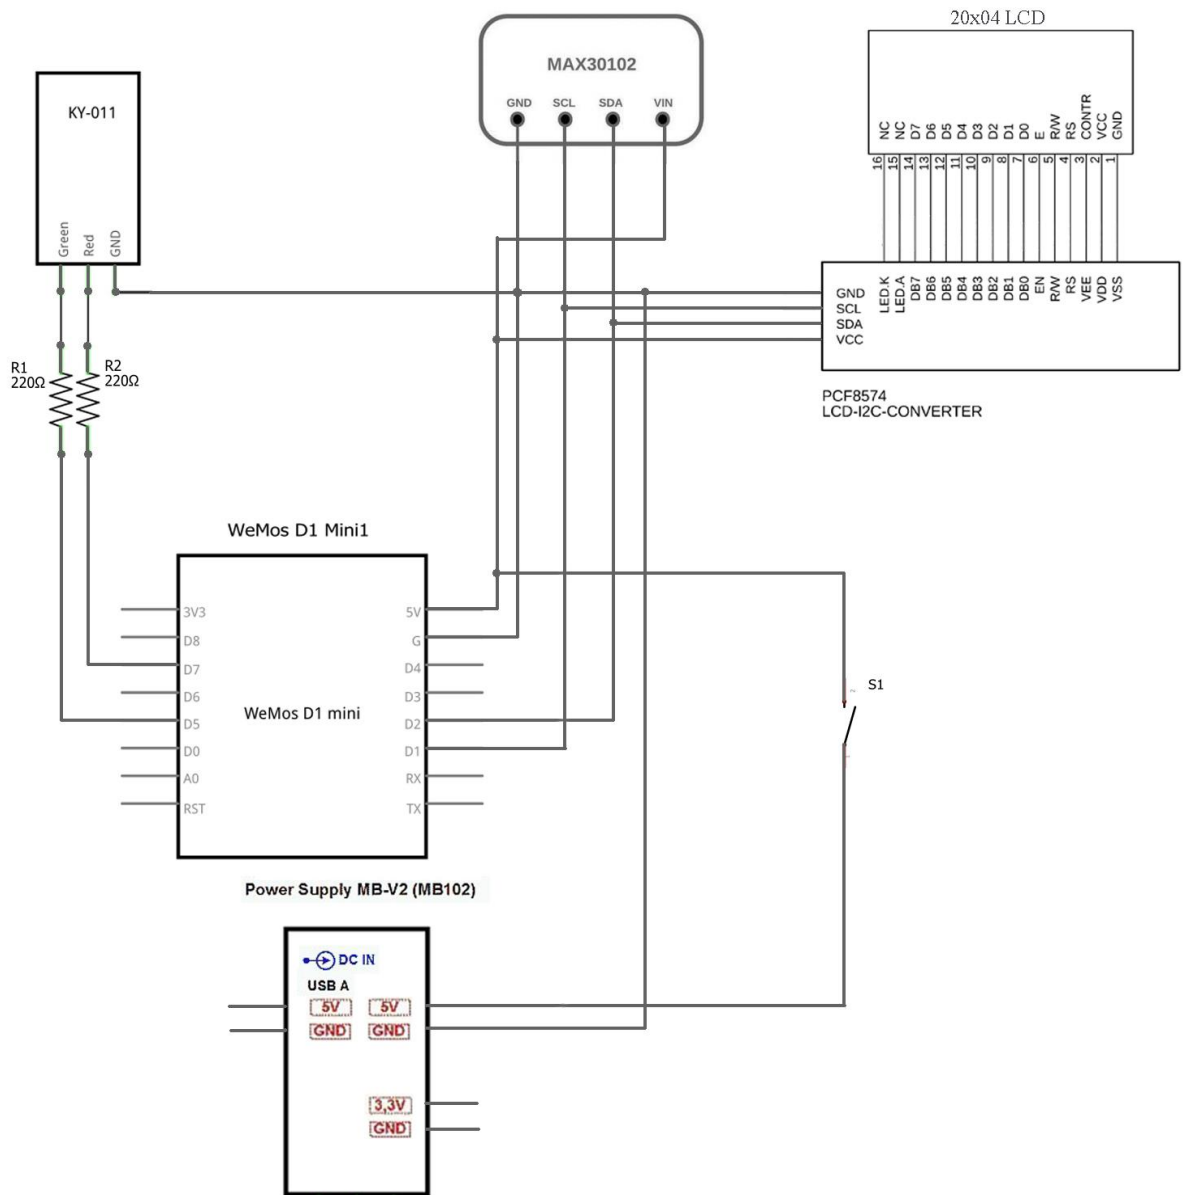 20x04 LCD
MAX30102
GND SCL SDA VIN
KY-011
Green Red GND
NC NC D7 D6 D5 D4 D3 D2 D1 D0 E R/W RS CONTR VCC GND
16 15 14 13 12 11 10 9 8 7 6 5 4 3 2 1
LED.K LED.A DB7 DB6 DB5 DB4 DB3 DB2 DB1 DB0 EN R/W RS VEE VDD VSS
GND
SCL
SDA
VCC
PCF8574
LCD-I2C-CONVERTER
R1
220Ω
R2
220Ω
WeMos D1 Mini1
3V3
D8
D7
D6
D5
D0
A0
RST
WeMos D1 mini
5V
G
D4
D3
D2
D1
RX
TX
S1
Power Supply MB-V2 (MB102)
DC IN
USB A
5V 5V
GND GND
3,3V
GND